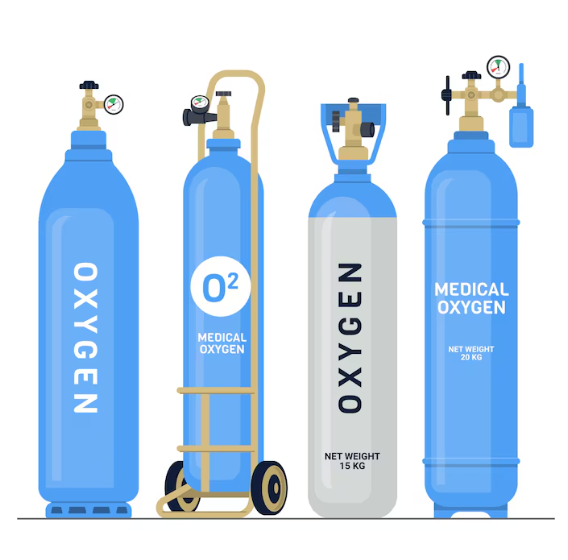 OXYGEN
O²
MEDICAL
OXYGEN
OXYGEN
NET WEIGHT
15 KG
MEDICAL
OXYGEN
NET WEIGHT
20 KG